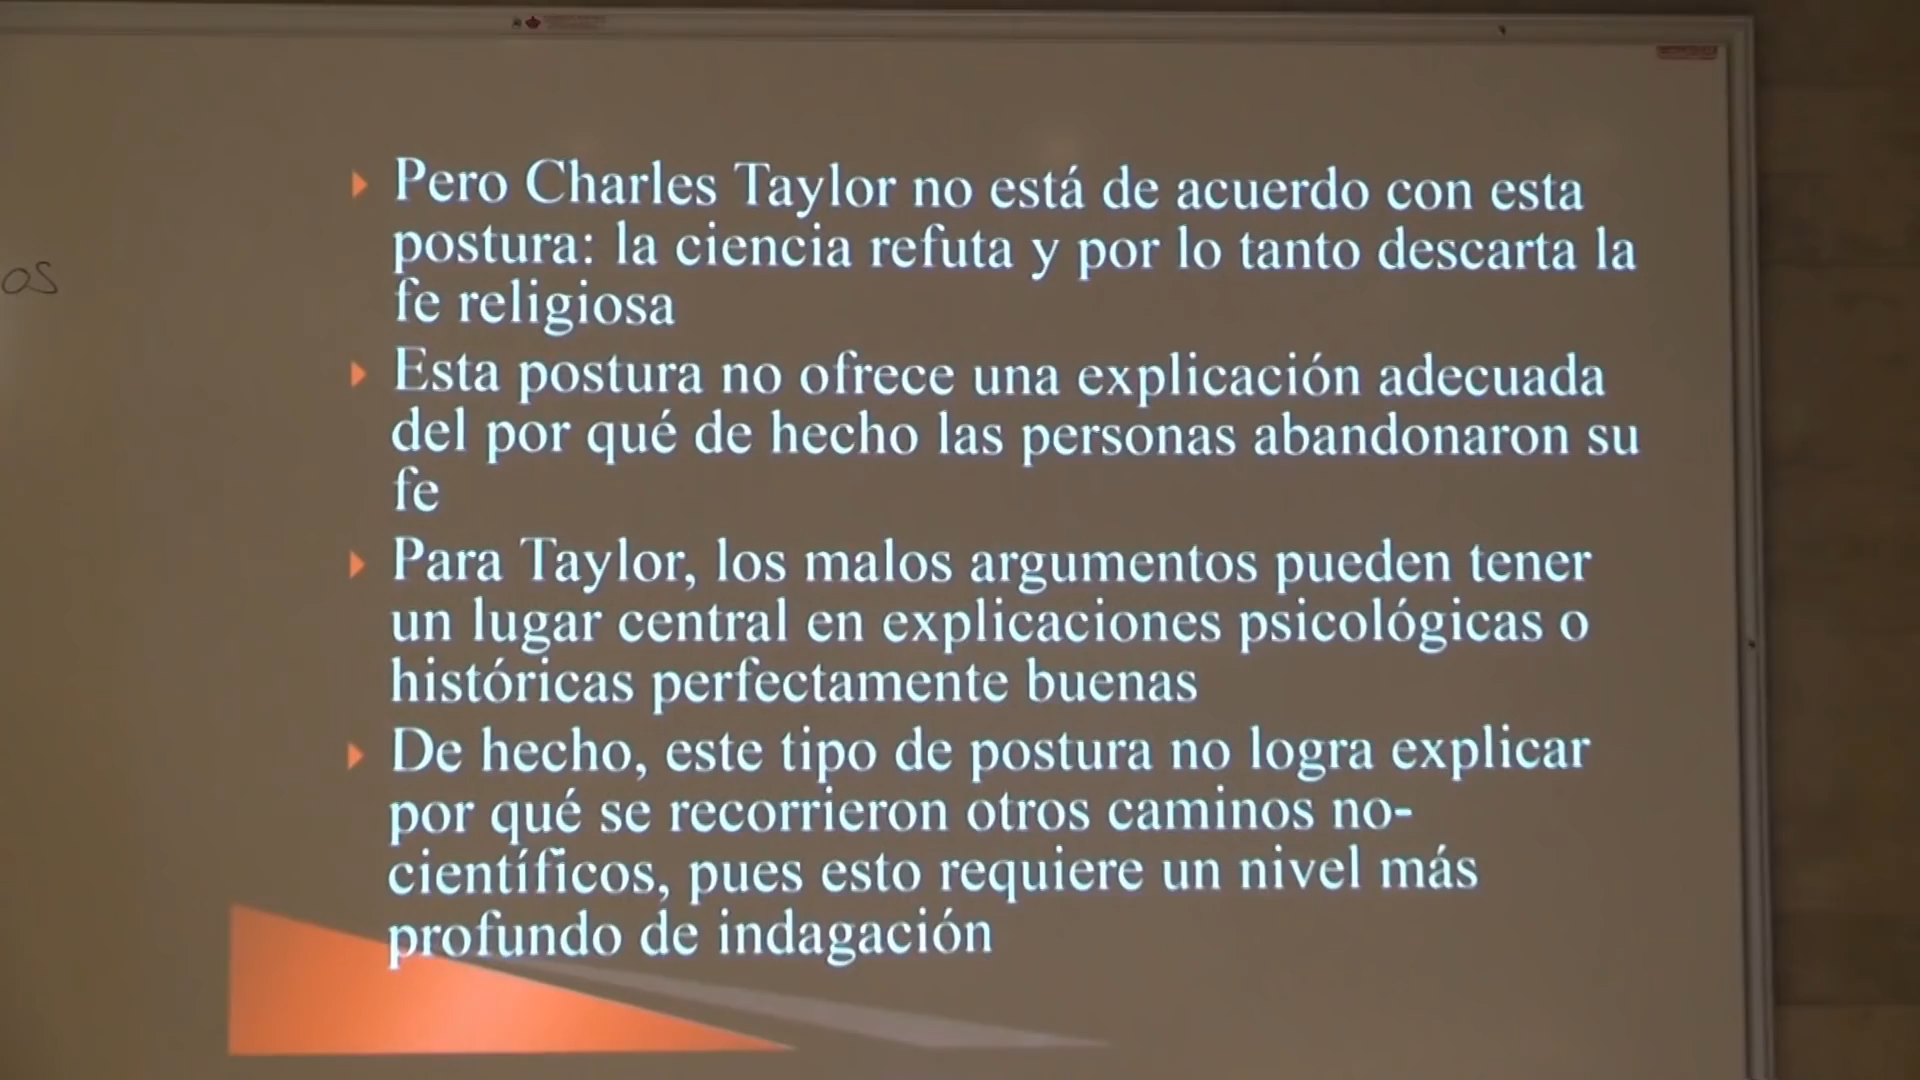 Pero Charles Taylor no está de acuerdo con esta
postura: la ciencia refuta y por lo tanto descarta la
fe religiosa
Esta postura no ofrece una explicación adecuada
del por qué de hecho las personas abandonaron su
fe
Para Taylor, los malos argumentos pueden tener
un lugar central en explicaciones psicológicas o
históricas perfectamente buenas
De hecho, este tipo de postura no logra explicar
por qué se recorrieron otros caminos no-
científicos, pues esto requiere un nivel más
profundo de indagación
os